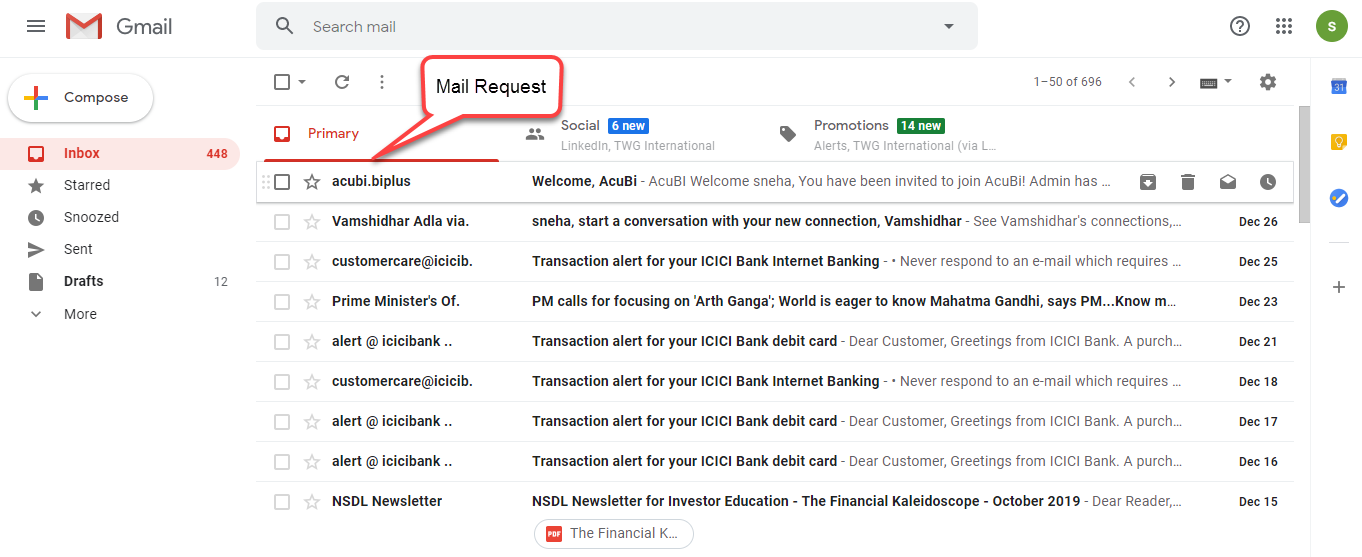 Gmail
Search mail
S
Compose
1–50 of 696
Mail Request
Primary
Social 6 new
LinkedIn, TWG International
Promotions 14 new
Alerts, TWG International (via L...
31
Inbox 448
Starred
Snoozed
Sent
Drafts 12
More
acubi.biplus Welcome, AcuBi - AcuBI Welcome sneha, You have been invited to join AcuBi! Admin has ...
Vamshidhar Adla via. sneha, start a conversation with your new connection, Vamshidhar - See Vamshidhar's connections,... Dec 26
customercare@icicib. Transaction alert for your ICICI Bank Internet Banking - • Never respond to an e-mail which requires ... Dec 25
Prime Minister's Of. PM calls for focusing on 'Arth Ganga'; World is eager to know Mahatma Gandhi, says PM...Know m... Dec 23
alert @ icicibank .. Transaction alert for your ICICI Bank debit card - Dear Customer, Greetings from ICICI Bank. A purch... Dec 21
customercare@icicib. Transaction alert for your ICICI Bank Internet Banking - • Never respond to an e-mail which requires ... Dec 18
alert @ icicibank .. Transaction alert for your ICICI Bank debit card - Dear Customer, Greetings from ICICI Bank. A purch... Dec 17
alert @ icicibank .. Transaction alert for your ICICI Bank debit card - Dear Customer, Greetings from ICICI Bank. A purch... Dec 16
NSDL Newsletter NSDL Newsletter for Investor Education - The Financial Kaleidoscope - October 2019 - Dear Reader,... Dec 15
PDF The Financial K...